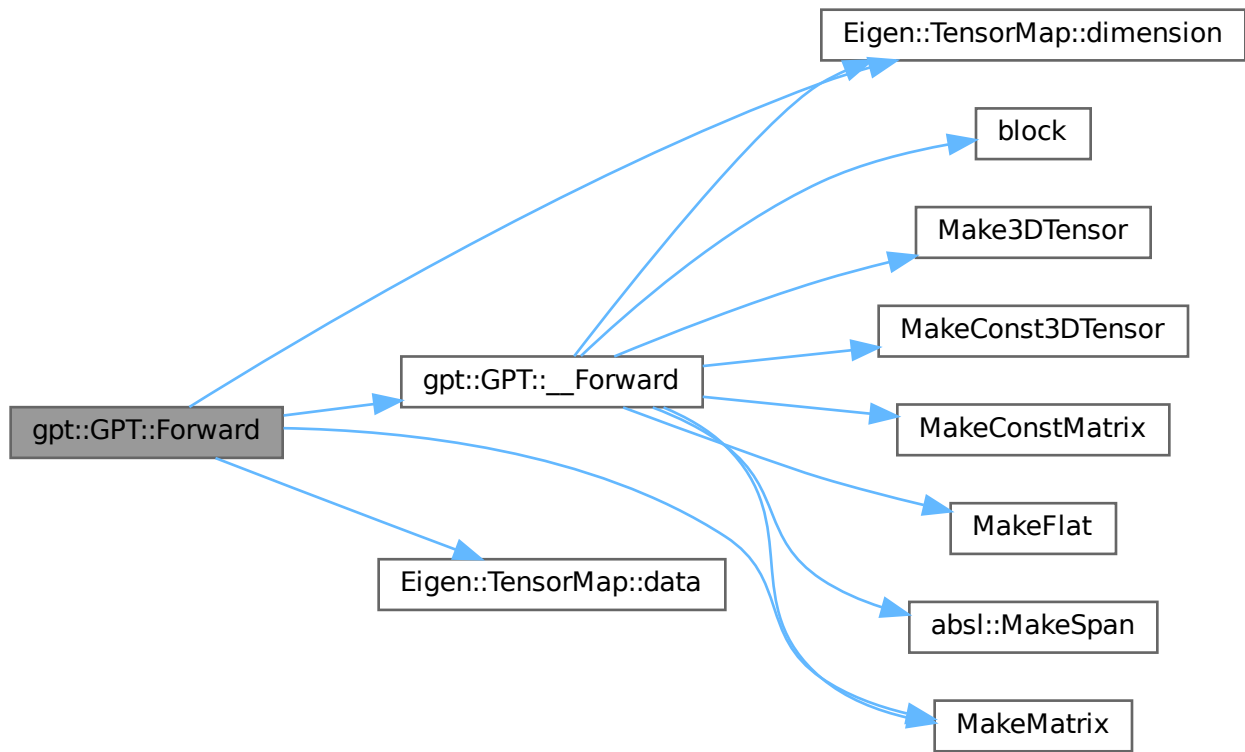 Eigen::TensorMap::dimension
block
Make3DTensor
MakeConst3DTensor
gpt::GPT::__Forward
MakeConstMatrix
gpt::GPT::Forward
MakeFlat
Eigen::TensorMap::data
absl::MakeSpan
MakeMatrix